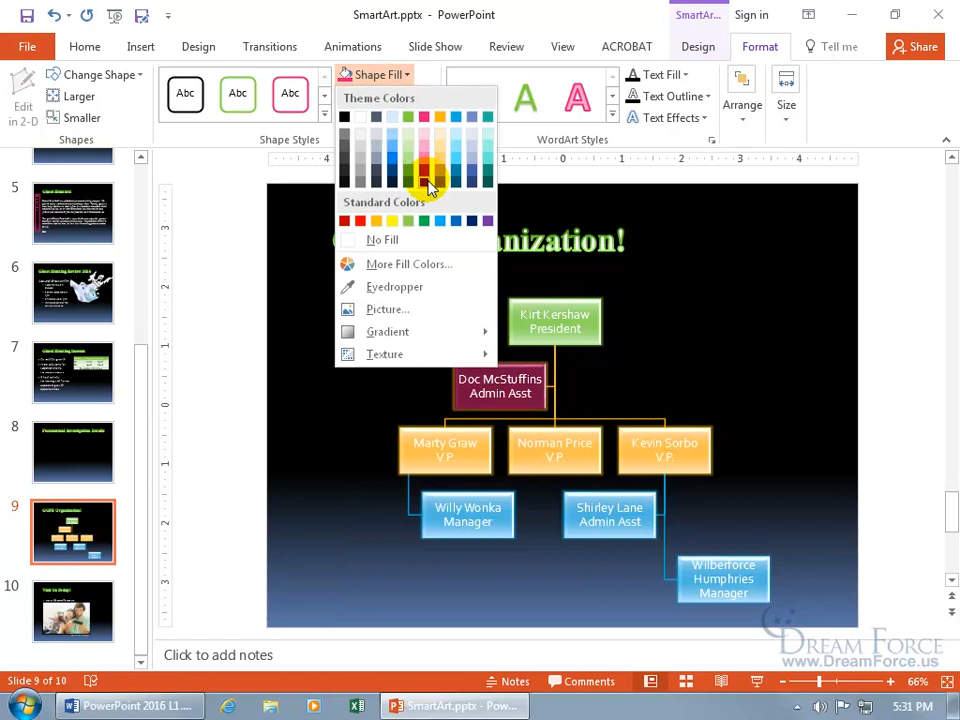 SmartArt.pptx - PowerPoint
SmartAr...
Sign in
File
Home
Insert
Design
Transitions
Animations
Slide Show
Review
View
ACROBAT
Design
Format
Tell me
Share
Edit
in 2-D
Change Shape
Larger
Smaller
Abc
Abc
Abc
Shape Styles
Shape Fill
A
A
Text Fill
Text Outline
Text Effects
WordArt Styles
Arrange
Size
Theme Colors
Standard Colors
No Fill
More Fill Colors...
Eyedropper
Picture...
Gradient
Texture
Kirt Kershaw
President
Doc McStuffins
Admin Asst
Marty Graw
V.P.
Norman Price
V.P.
Kevin Sorbo
V.P.
Willy Wonka
Manager
Shirley Lane
Admin Asst
Wilberforce
Humphries
Manager
5
6
7
8
9
10
Click to add notes
DREAM FORCE
www.DreamForce.us
Slide 9 of 10
Notes
Comments
66%
PowerPoint 2016 L1....
SmartArt.pptx - Pow...
5:31 PM